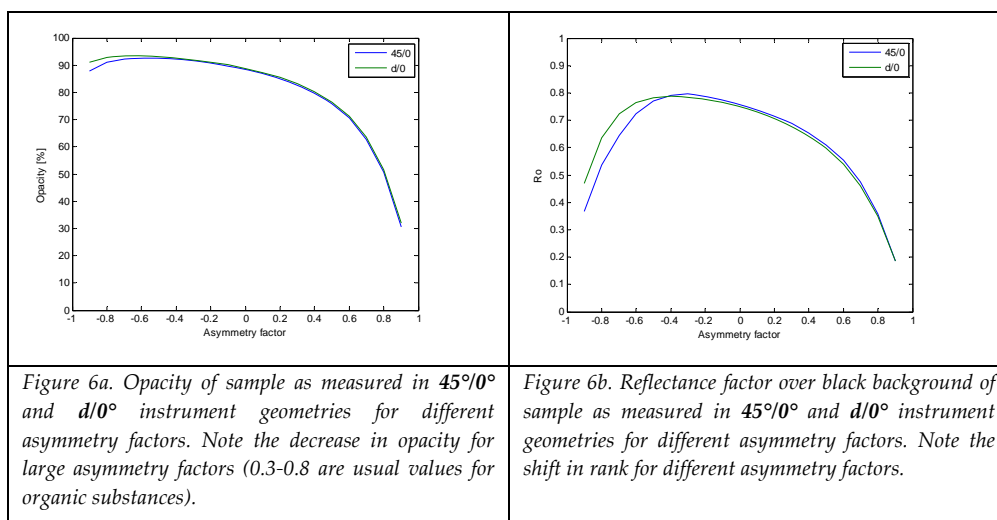 100
90
80
70
60
50
40
30
20
10
0
Opacity [%]
-1 -0.8 -0.6 -0.4 -0.2 0 0.2 0.4 0.6 0.8 1
Asymmetry factor
45/0
d/0
1
0.9
0.8
0.7
0.6
0.5
0.4
0.3
0.2
0.1
0
Ro
-1 -0.8 -0.6 -0.4 -0.2 0 0.2 0.4 0.6 0.8 1
Asymmetry factor
45/0
d/0
Figure 6a. Opacity of sample as measured in 45°/0°
and d/0° instrument geometries for different
asymmetry factors. Note the decrease in opacity for
large asymmetry factors (0.3-0.8 are usual values for
organic substances).
Figure 6b. Reflectance factor over black background of
sample as measured in 45°/0° and d/0° instrument
geometries for different asymmetry factors. Note the
shift in rank for different asymmetry factors.